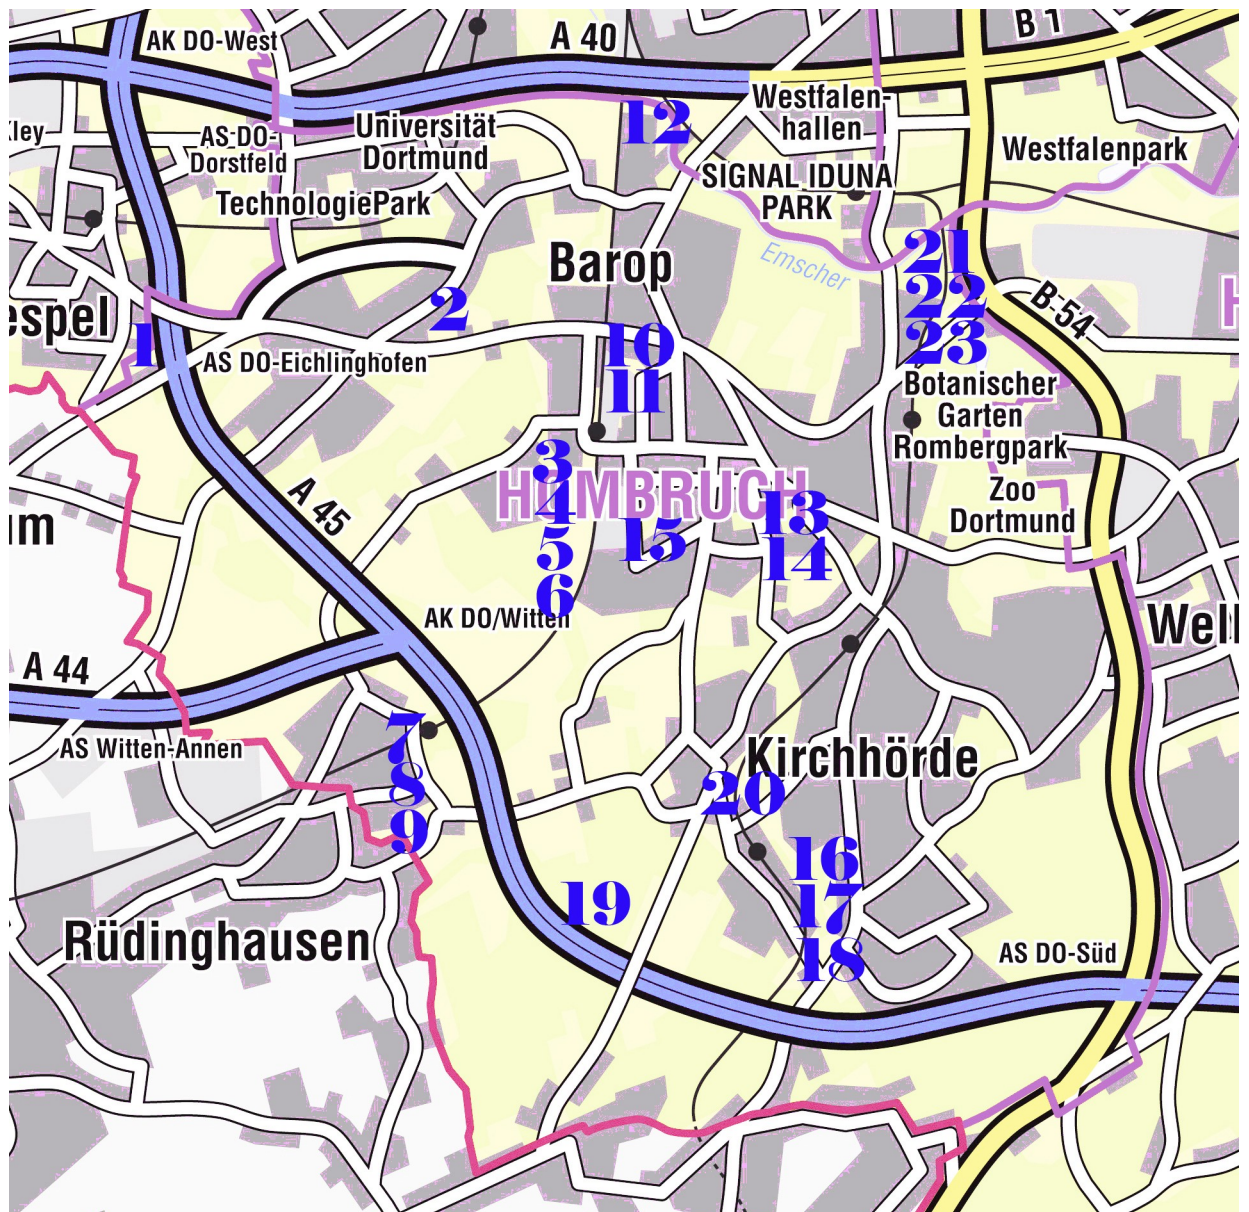 AK DO-West
A 40
B 1
Westfalen-
hallen
AS DO-
Dorstfeld
Universität
Dortmund
12
Westfalenpark
TechnologiePark
SIGNAL IDUNA
PARK
Barop
Emscher
21
22
23
B 54
espel
1
2
AS DO-Eichlinghofen
10
11
Botanischer
Garten
Rombergpark
Zoo
Dortmund
HOMBRUCH
3
4
5
6
15
13
14
A 45
um
AK DO/Witten
Well
A 44
AS Witten-Annen
7
8
9
Kirchhörde
20
16
17
18
19
Rüdinghausen
AS DO-Süd
H